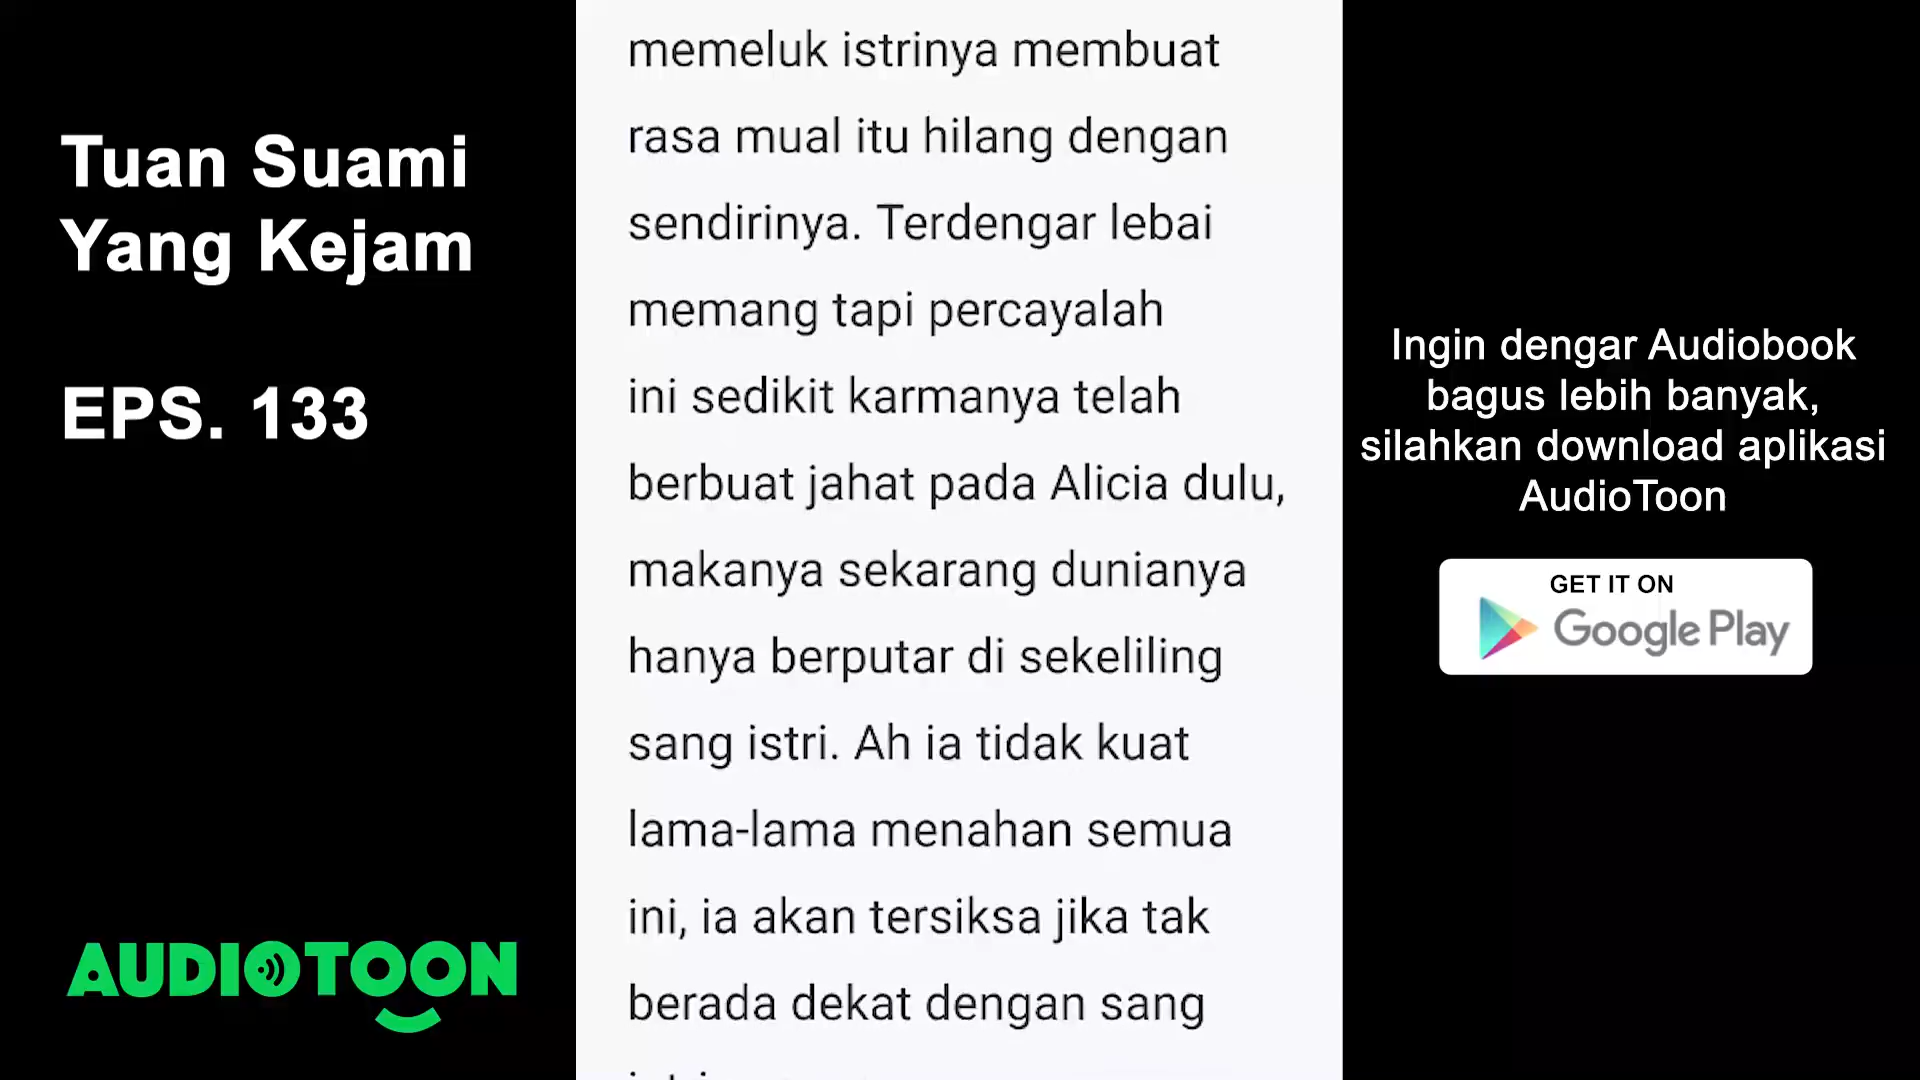 Tuan Suami
Yang Kejam
EPS. 133
AUDIOTOON
memeluk istrinya membuat
rasa mual itu hilang dengan
sendirinya. Terdengar lebai
memang tapi percayalah
ini sedikit karmanya telah
berbuat jahat pada Alicia dulu,
makanya sekarang dunianya
hanya berputar di sekeliling
sang istri. Ah ia tidak kuat
lama-lama menahan semua
ini, ia akan tersiksa jika tak
berada dekat dengan sang
Ingin dengar Audiobook
bagus lebih banyak,
silahkan download aplikasi
AudioToon
GET IT ON
Google Play